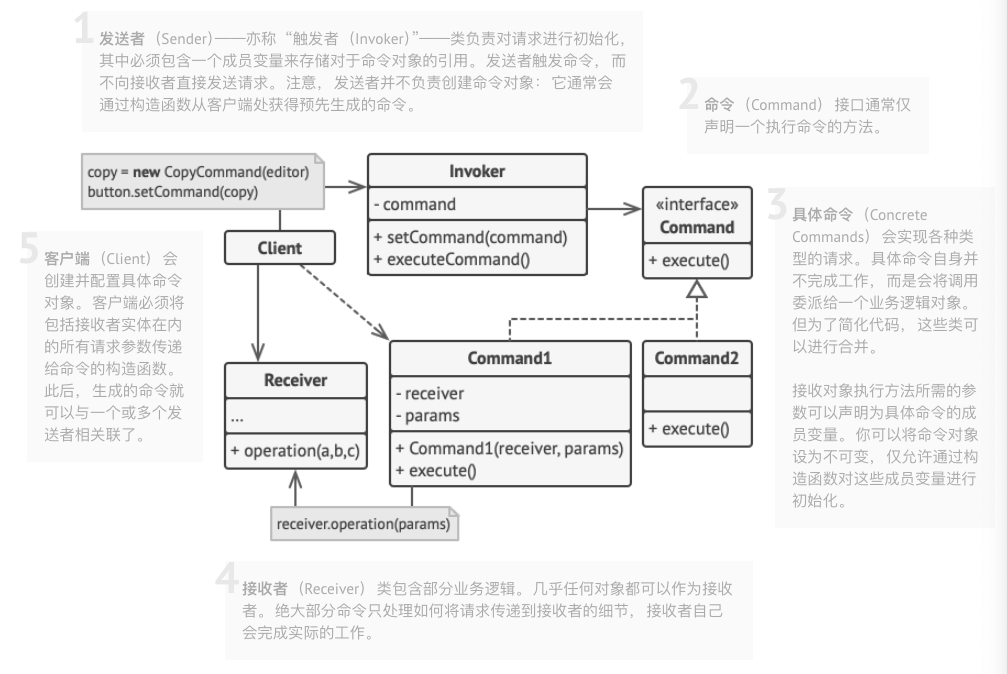 1
发送者 （Sender）——亦称 “触发者 （Invoker）”——类负责对请求进行初始化，
其中必须包含一个成员变量来存储对于命令对象的引用。 发送者触发命令， 而
不向接收者直接发送请求。 注意， 发送者并不负责创建命令对象： 它通常会
通过构造函数从客户端处获得预先生成的命令。
2
命令 （Command） 接口通常仅
声明一个执行命令的方法。
copy = new CopyCommand(editor)
button.setCommand(copy)
Invoker
- command
+ setCommand(command)
+ executeCommand()
«interface»
Command
+ execute()
3
具体命令 （Concrete
Commands） 会实现各种类
型的请求。 具体命令自身并
不完成工作， 而是会将调用
委派给一个业务逻辑对象。
但为了简化代码， 这些类可
以进行合并。
接收对象执行方法所需的参
数可以声明为具体命令的成
员变量。 你可以将命令对象
设为不可变， 仅允许通过构
造函数对这些成员变量进行
初始化。
5
客户端 （Client） 会
创建并配置具体命令
对象。 客户端必须将
包括接收者实体在内
的所有请求参数传递
给命令的构造函数。
此后， 生成的命令就
可以与一个或多个发
送者相关联了。
Client
Receiver
...
+ operation(a,b,c)
Command1
- receiver
- params
+ Command1(receiver, params)
+ execute()
Command2
+ execute()
receiver.operation(params)
4
接收者 （Receiver） 类包含部分业务逻辑。 几乎任何对象都可以作为接收
者。 绝大部分命令只处理如何将请求传递到接收者的细节， 接收者自己
会完成实际的工作。